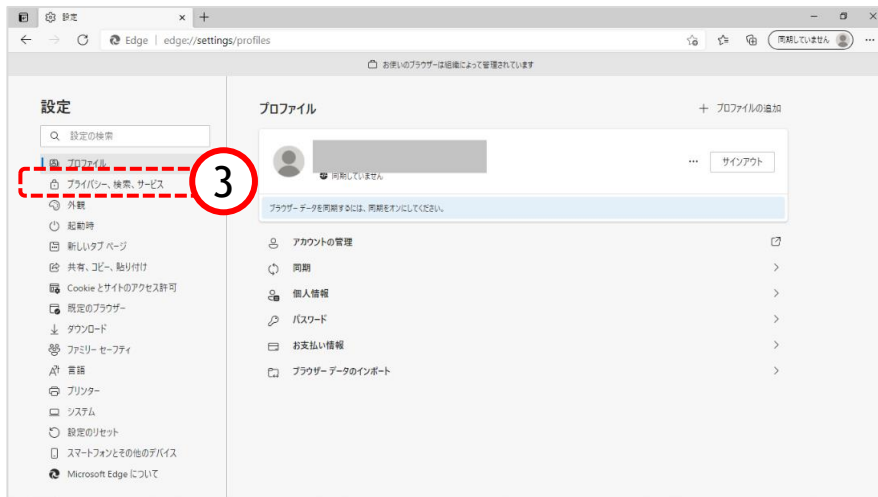 設定
Edge | edge://settings/profiles
同期していません
お使いのブラウザーは組織によって管理されています
設定
設定の検索
プロファイル
プライバシー、検索、サービス
3
外観
起動時
新しいタブ ページ
共有、コピー、貼り付け
Cookie とサイトのアクセス許可
既定のブラウザー
ダウンロード
ファミリー セーフティ
言語
プリンター
システム
設定のリセット
スマートフォンとその他のデバイス
Microsoft Edge について
プロファイル
プロファイルの追加
同期していません
サインアウト
ブラウザー データを同期するには、同期をオンにしてください。
アカウントの管理
同期
個人情報
パスワード
お支払い情報
ブラウザー データのインポート